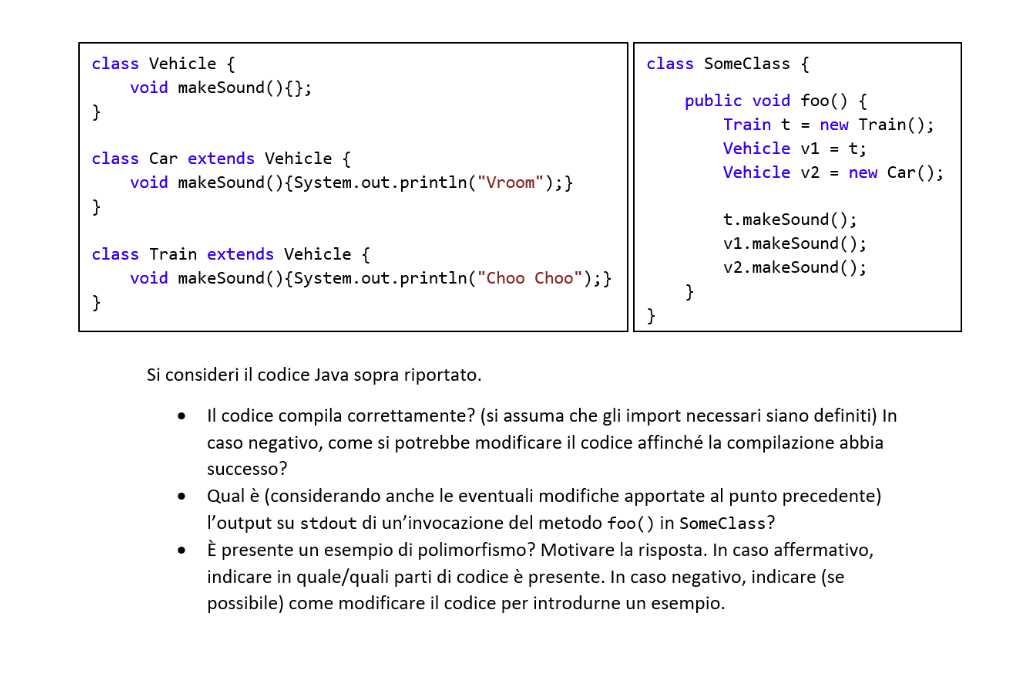 class Vehicle {
void makeSound(){};
}
class Car extends Vehicle {
void makeSound(){System.out.println("Vroom");}
}
class Train extends Vehicle {
void makeSound(){System.out.println("Choo Choo");}
}
class SomeClass {
public void foo() {
Train t = new Train();
Vehicle v1 = t;
Vehicle v2 = new Car();
t.makeSound();
v1.makeSound();
v2.makeSound();
}
}
Si consideri il codice Java sopra riportato.
• Il codice compila correttamente? (si assuma che gli import necessari siano definiti) In
caso negativo, come si potrebbe modificare il codice affinché la compilazione abbia
successo?
• Qual è (considerando anche le eventuali modifiche apportate al punto precedente)
l'output su stdout di un'invocazione del metodo foo() in SomeClass?
• È presente un esempio di polimorfismo? Motivare la risposta. In caso affermativo,
indicare in quale/quali parti di codice è presente. In caso negativo, indicare (se
possibile) come modificare il codice per introdurne un esempio.